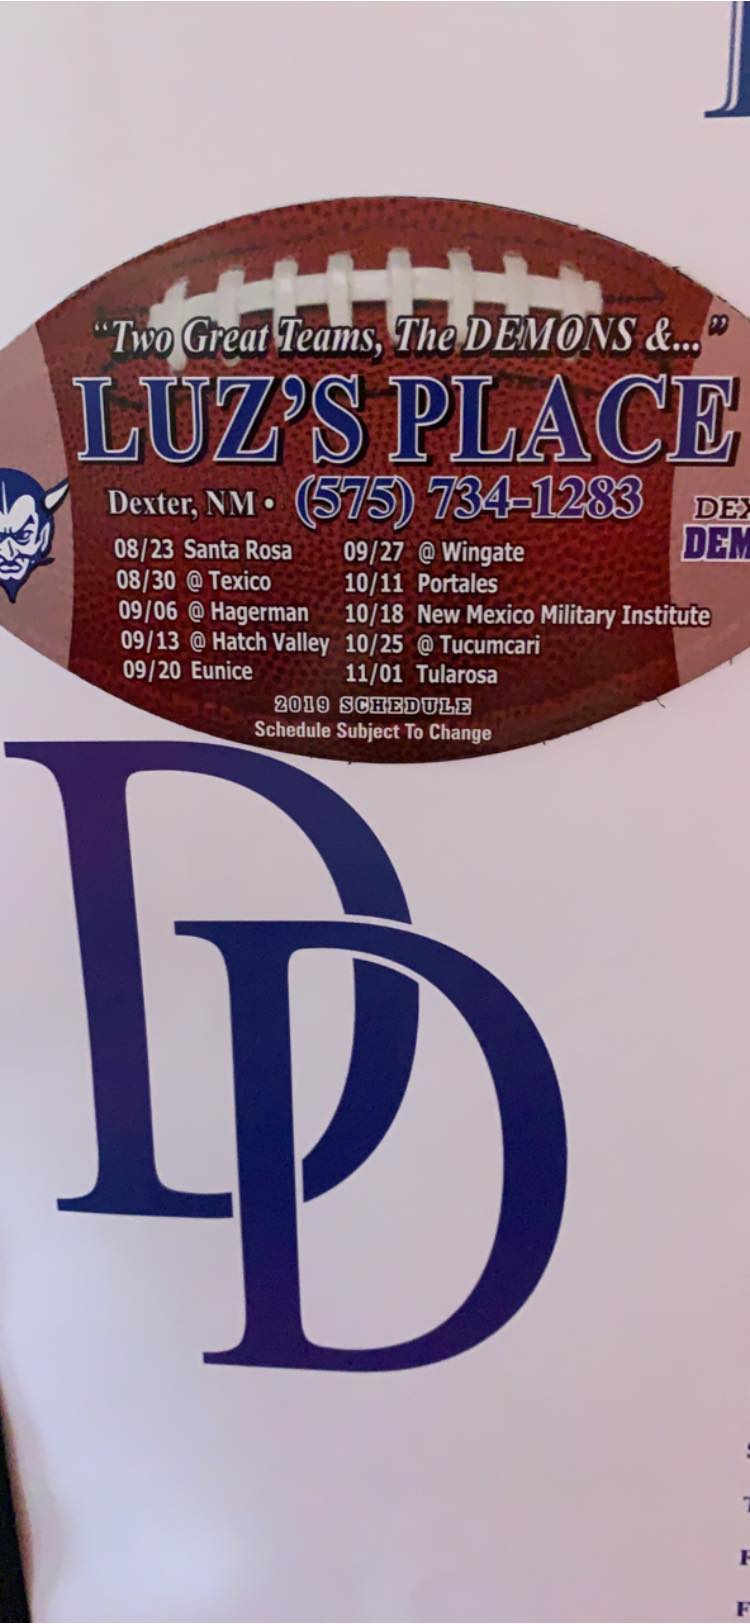 "Two Great Teams, The DEMONS &..."
LUZ'S PLACE
Dexter, NM • (575) 734-1283
08/23 Santa Rosa
08/30 @ Texico
09/06 @ Hagerman
09/13 @ Hatch Valley
09/20 Eunice
09/27 @ Wingate
10/11 Portales
10/18 New Mexico Military Institute
10/25 @ Tucumcari
11/01 Tularosa
2019 SCHEDULE
Schedule Subject To Change
DEX
DEM
DD